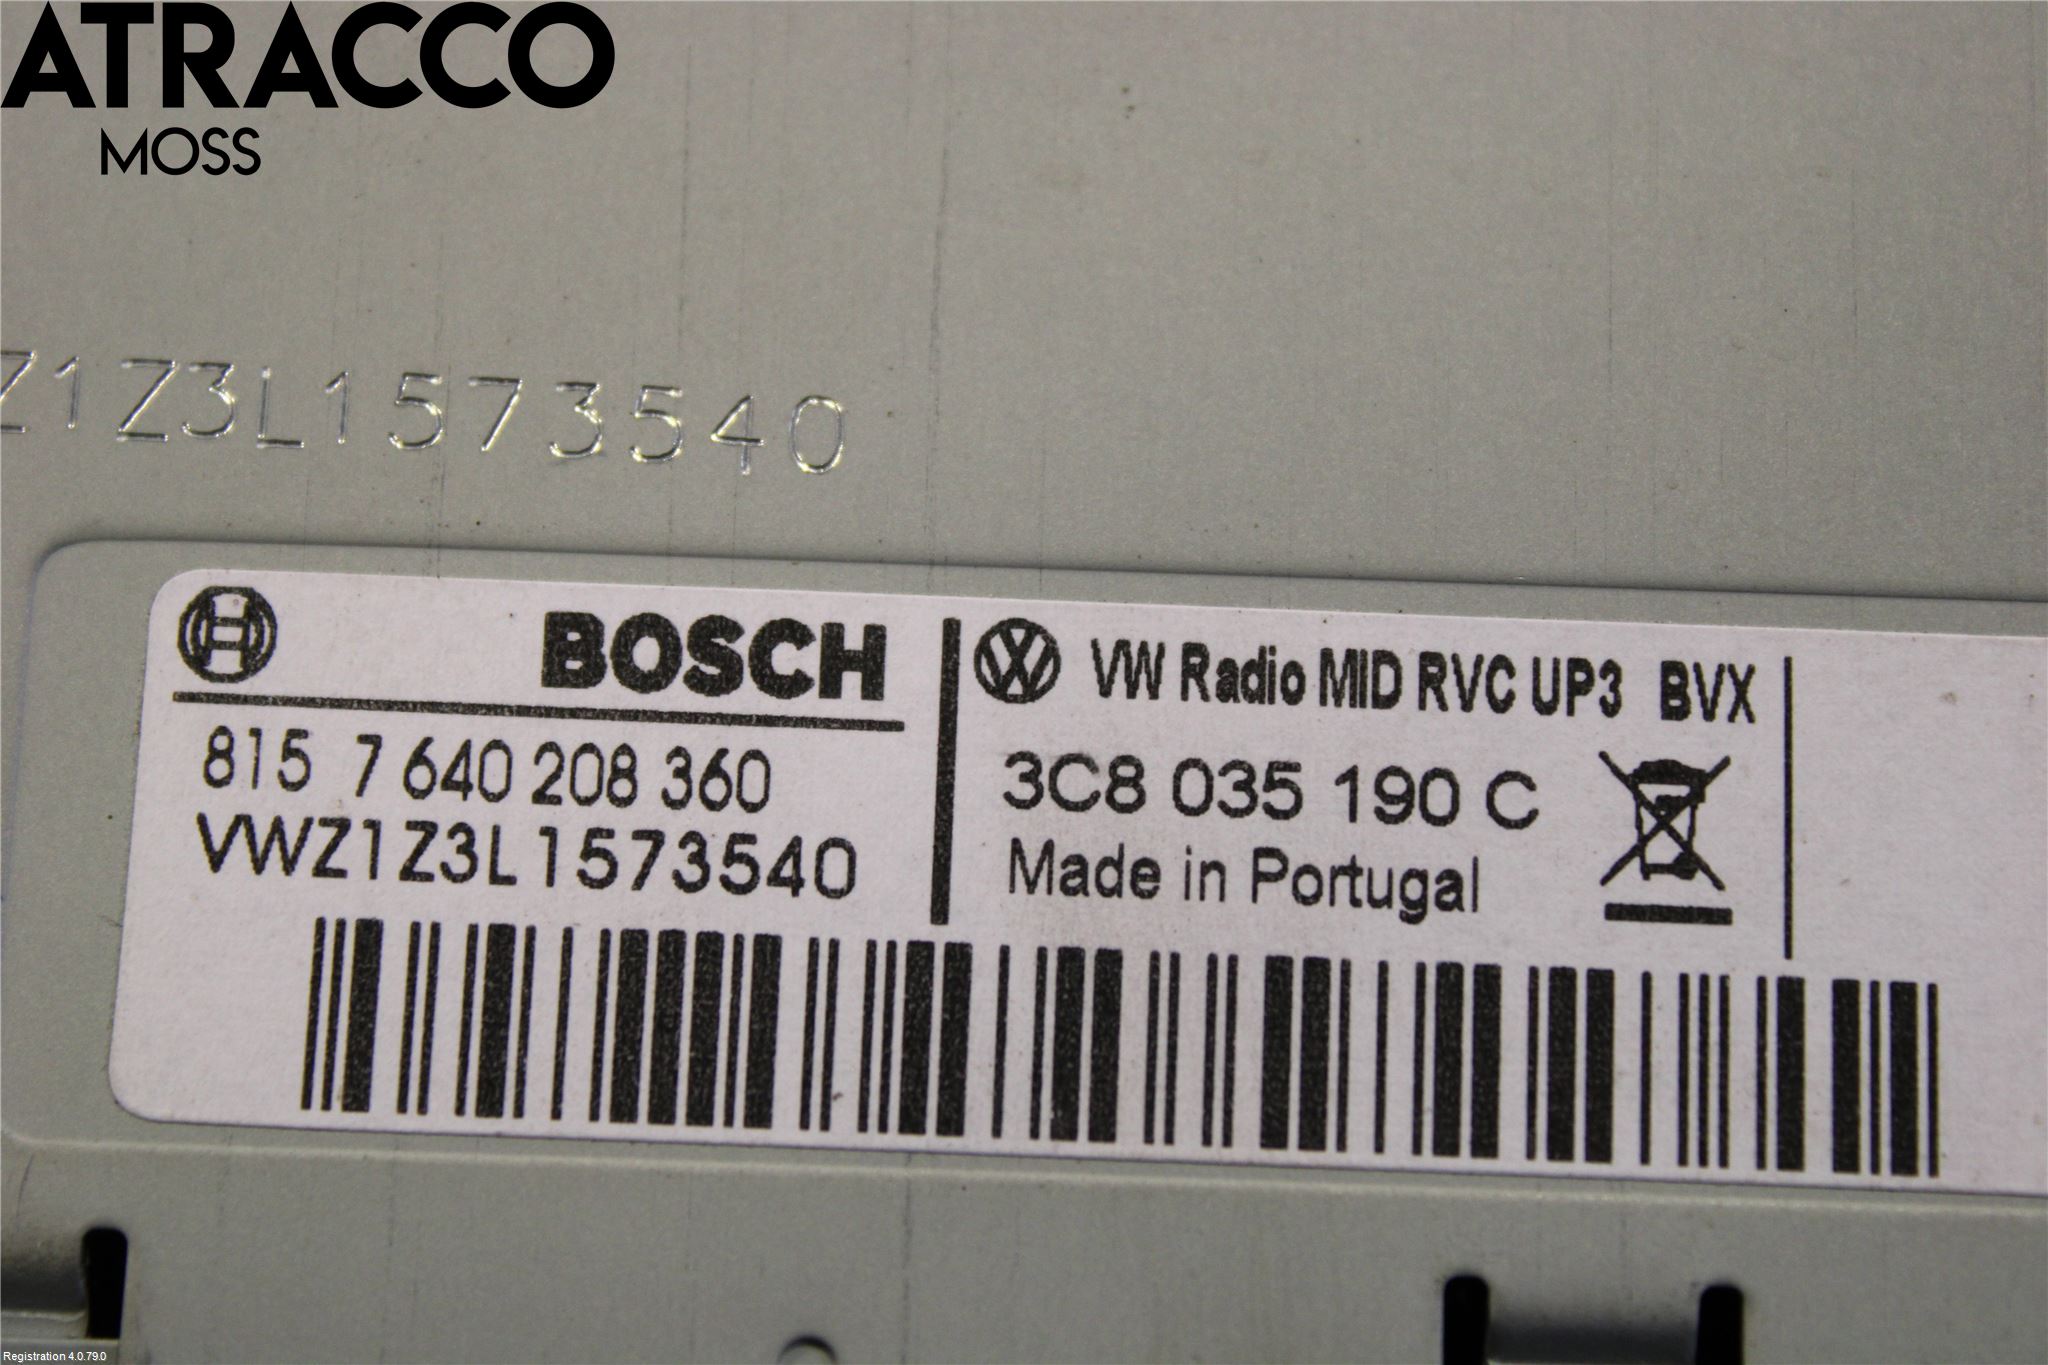 ATRACCO
MOSS
Z1Z3L1573540
BOSCH
VW Radio MID RVC UP3 BVX
815 7 640 208 360
3C8 035 190 C
VWZ1Z3L1573540
Made in Portugal
Registration 4.0.79.0